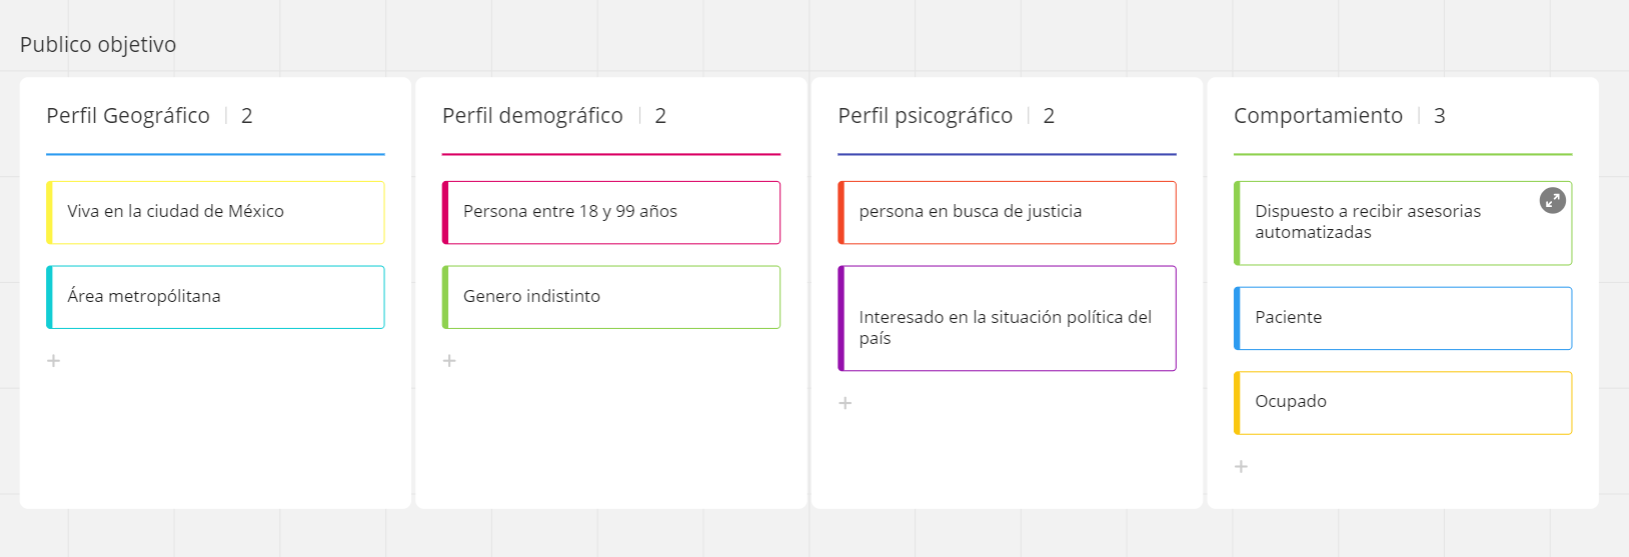 Publico objetivo
Perfil Geográfico | 2
Viva en la ciudad de México
Área metropólitana
+
Perfil demográfico | 2
Persona entre 18 y 99 años
Genero indistinto
+
Perfil psicográfico | 2
persona en busca de justicia
Interesado en la situación política del
país
+
Comportamiento | 3
Dispuesto a recibir asesorias
automatizadas
Paciente
Ocupado
+